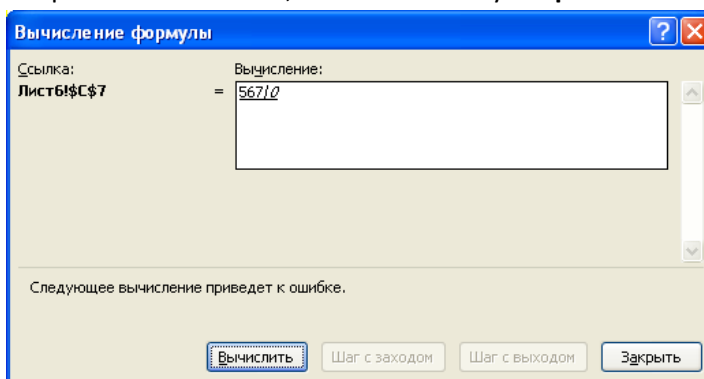 Вычисление формулы
Ссылка: Вычисление:
Лист6!$C$7 = 567/0
Следующее вычисление приведет к ошибке.
Вычислить Шаг с заходом Шаг с выходом Закрыть